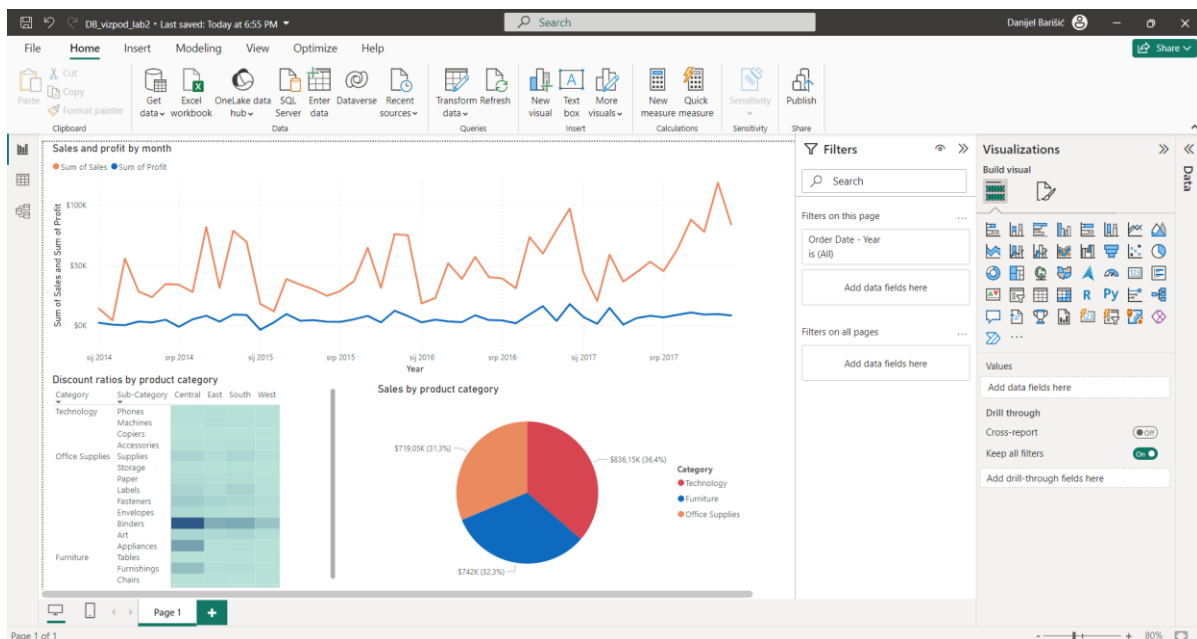 DB_vizpod_lab2 • Last saved: Today at 6:55 PM
Search
Danijel Barišić
File Home Insert Modeling View Optimize Help
Share
Paste
Cut
Copy
Format painter
Get data
Excel workbook
OneLake data hub
SQL Server
Enter data
Dataverse
Recent sources
Transform data
Refresh
New visual
Text box
More visuals
New measure
Quick measure
Sensitivity
Publish
Clipboard Data Queries Insert Calculations Sensitivity Share
Sales and profit by month
Sum of Sales Sum of Profit
Sum of Sales and Sum of Profit
$100K
$50K
$0K
sij 2014 srp 2014 sij 2015 srp 2015 sij 2016 srp 2016 sij 2017 srp 2017
Year
Discount ratios by product category
Category Sub-Category Central East South West
Technology Phones
Machines
Copiers
Accessories
Office Supplies Supplies
Storage
Paper
Labels
Fasteners
Envelopes
Binders
Art
Appliances
Furniture Tables
Furnishings
Chairs
Sales by product category
$719,05K (31,3%)
$836,15K (36,4%)
$742K (32,3%)
Category
Technology
Furniture
Office Supplies
Filters
Search
Filters on this page ...
Order Date - Year
is (All)
Add data fields here
Filters on all pages ...
Add data fields here
Visualizations
Build visual
R Py
...
Values
Add data fields here
Drill through
Cross-report Off
Keep all filters On
Add drill-through fields here
Data
Page 1
Page 1 of 1
80%